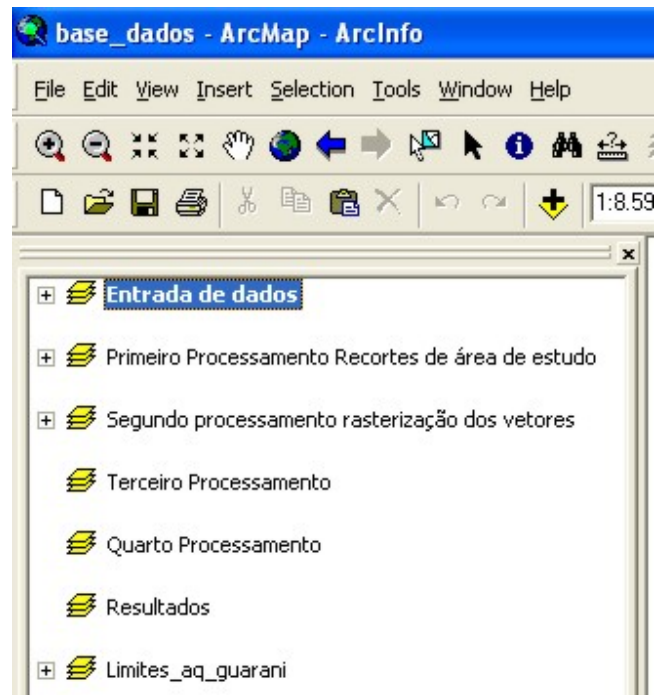 base_dados - ArcMap - ArcInfo
File Edit View Insert Selection Tools Window Help
1:8.59
Entrada de dados
Primeiro Processamento Recortes de área de estudo
Segundo processamento rasterização dos vetores
Terceiro Processamento
Quarto Processamento
Resultados
Limites_aq_guarani